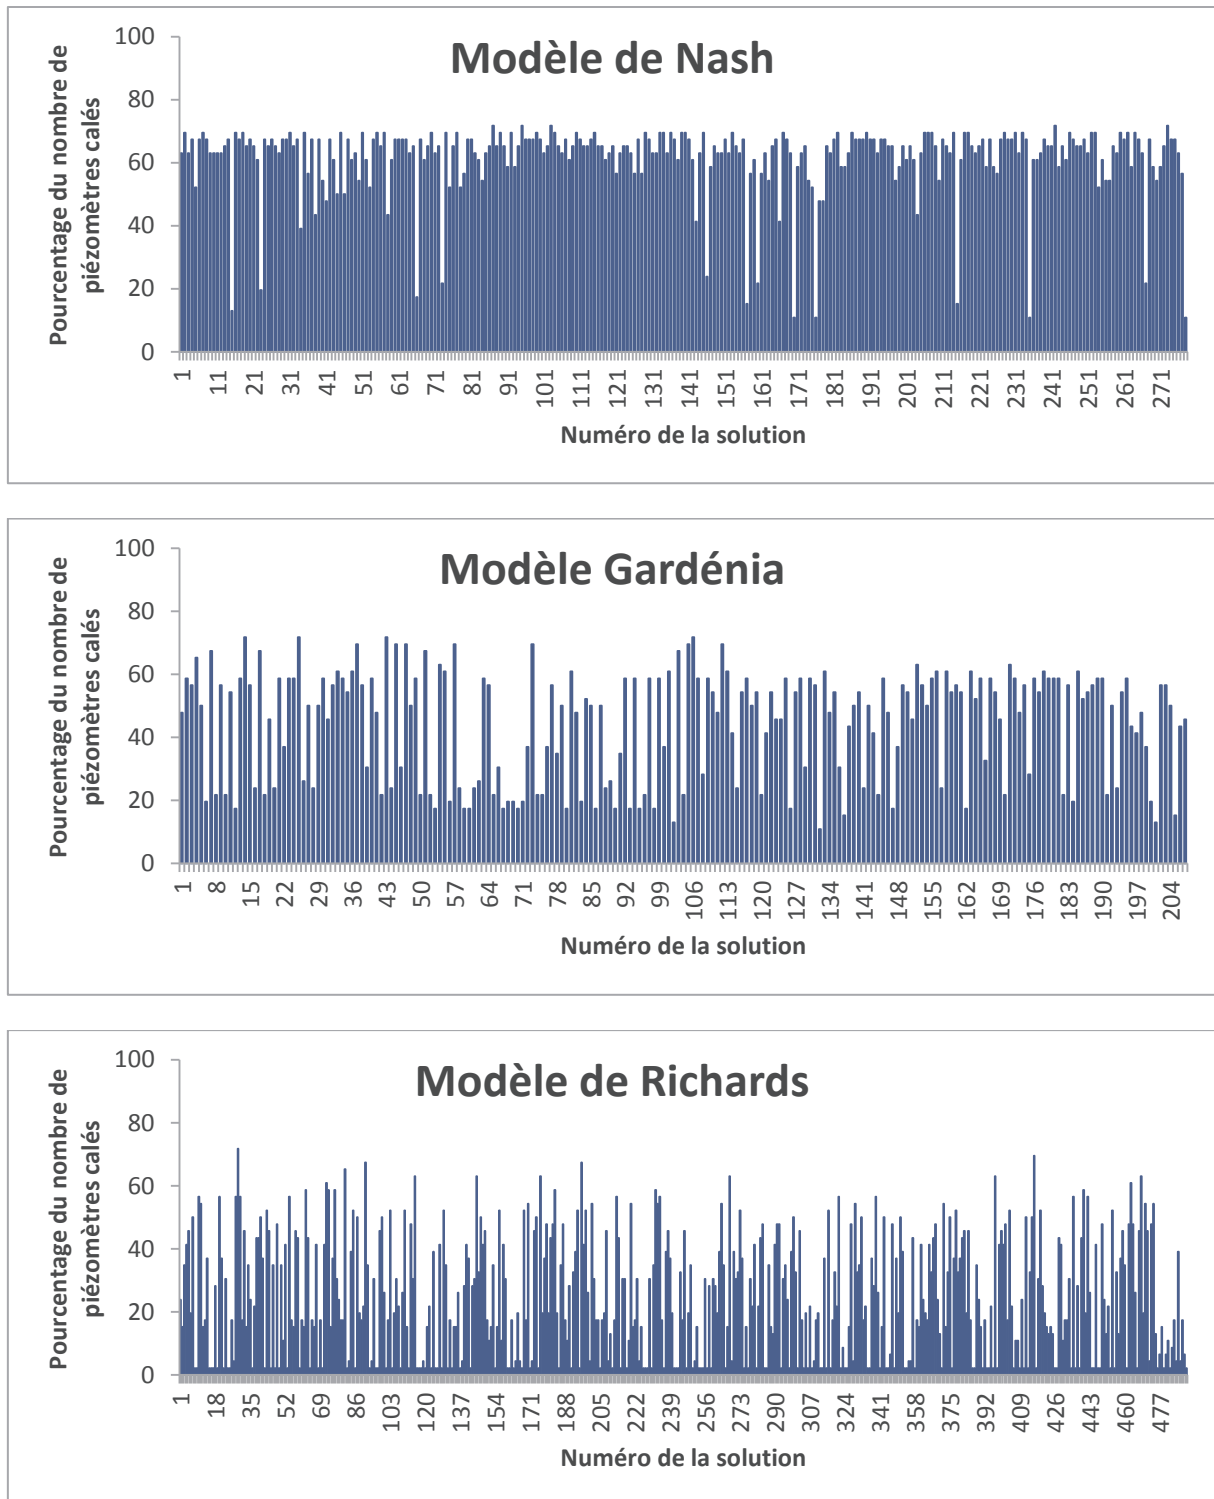 Modèle de Nash
Pourcentage du nombre de
piézomètres calés
100
80
60
40
20
0
1 11 21 31 41 51 61 71 81 91 101 111 121 131 141 151 161 171 181 191 201 211 221 231 241 251 261 271
Numéro de la solution
Modèle Gardénia
Pourcentage du nombre de
piézomètres calés
100
80
60
40
20
0
1 8 15 22 29 36 43 50 57 64 71 78 85 92 99 106 113 120 127 134 141 148 155 162 169 176 183 190 197 204
Numéro de la solution
Modèle de Richards
Pourcentage du nombre de
piézomètres calés
100
80
60
40
20
0
1 18 35 52 69 86 103 120 137 154 171 188 205 222 239 256 273 290 307 324 341 358 375 392 409 426 443 460 477
Numéro de la solution